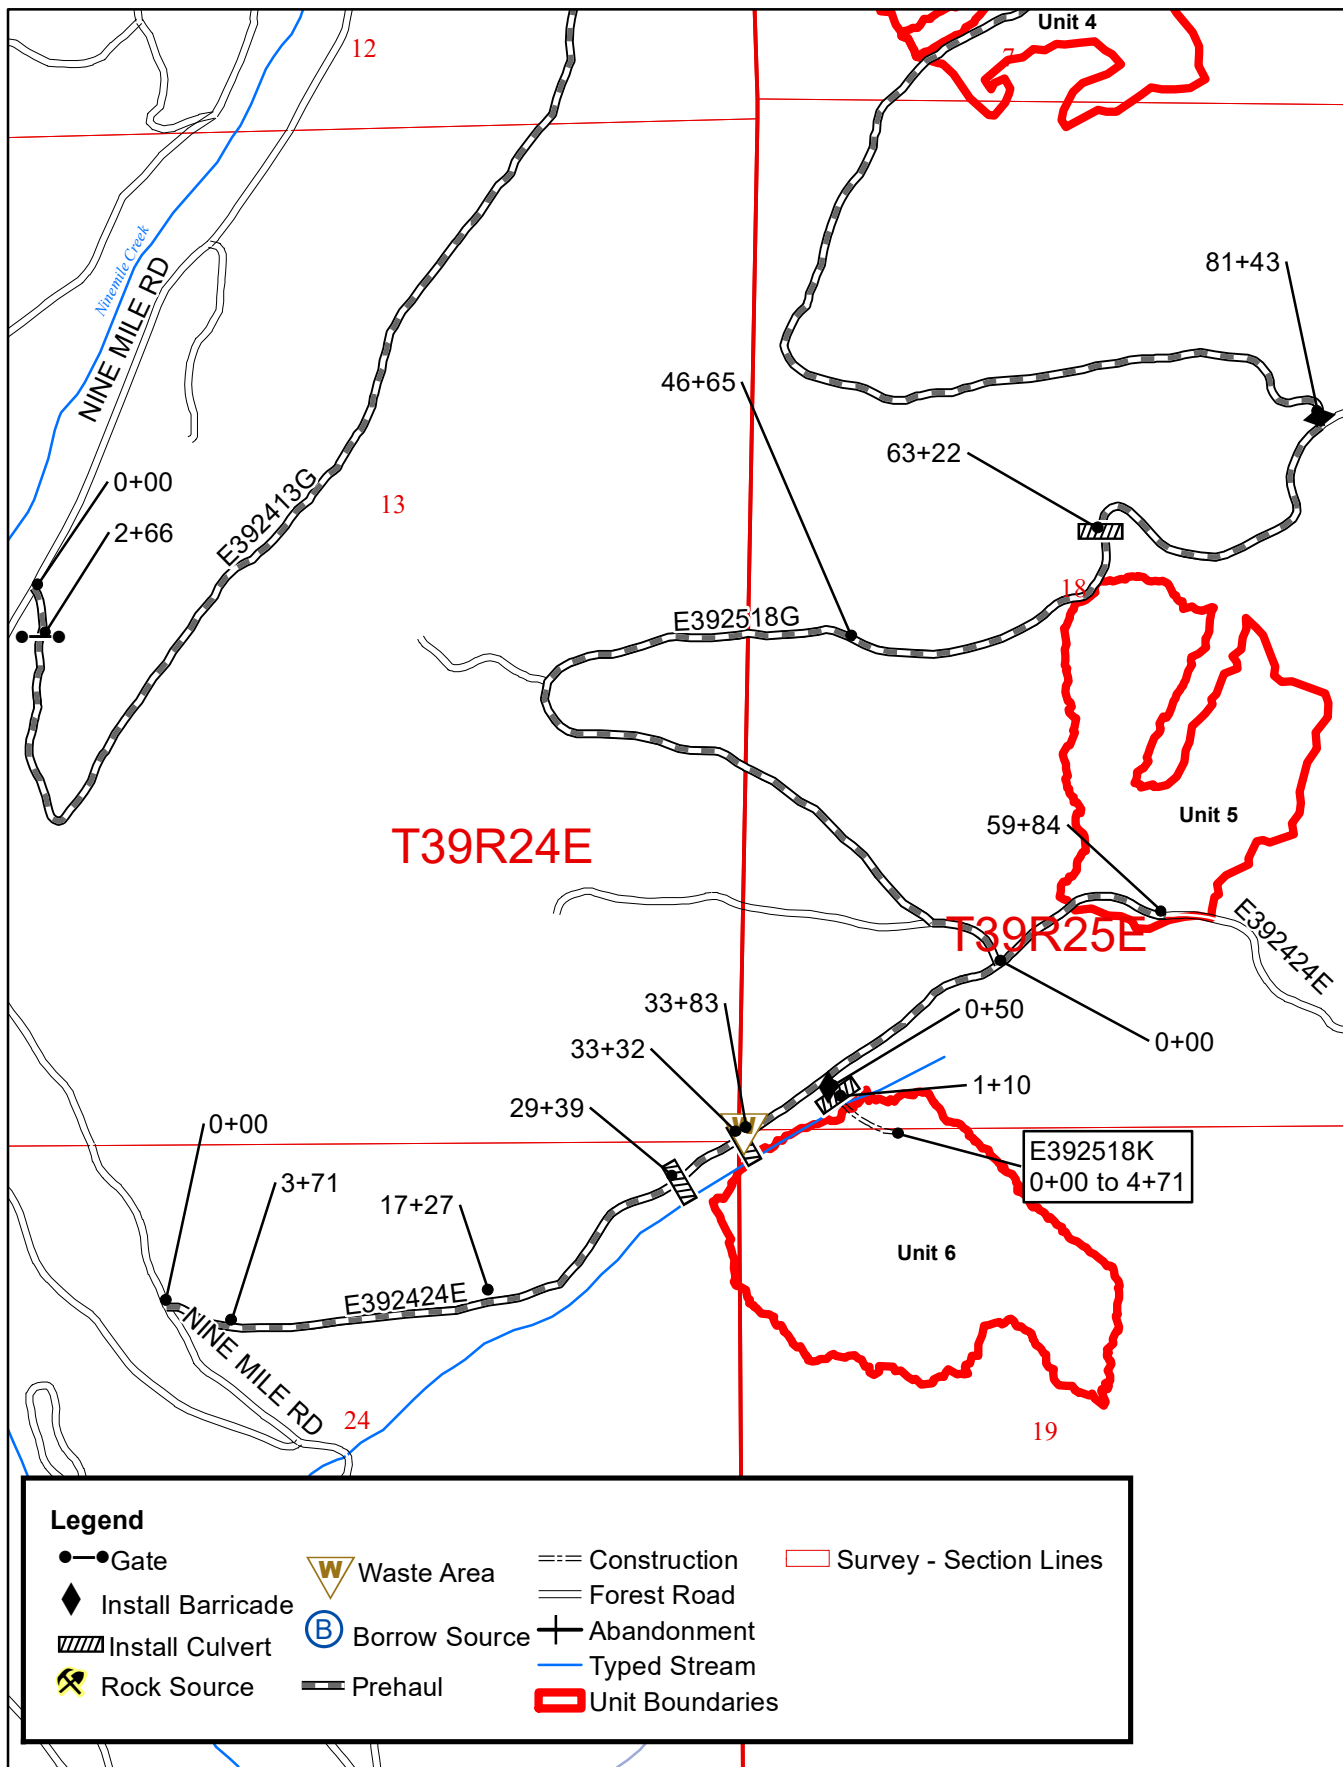 Unit 4
12
7
Ninemile Creek
NINE MILE RD
81+43
46+65
63+22
0+00
2+66
E392413G
13
18
E392518G
Unit 5
59+84
T39R24E
T39R25E
E392424E
33+83
0+50
0+00
33+32
1+10
29+39
W
0+00
3+71
17+27
E392518K
0+00 to 4+71
Unit 6
E392424E
NINE MILE RD
24
19
Legend
Gate
Install Barricade
Install Culvert
Rock Source
W Waste Area
B Borrow Source
Prehaul
Construction
Forest Road
Abandonment
Typed Stream
Unit Boundaries
Survey - Section Lines